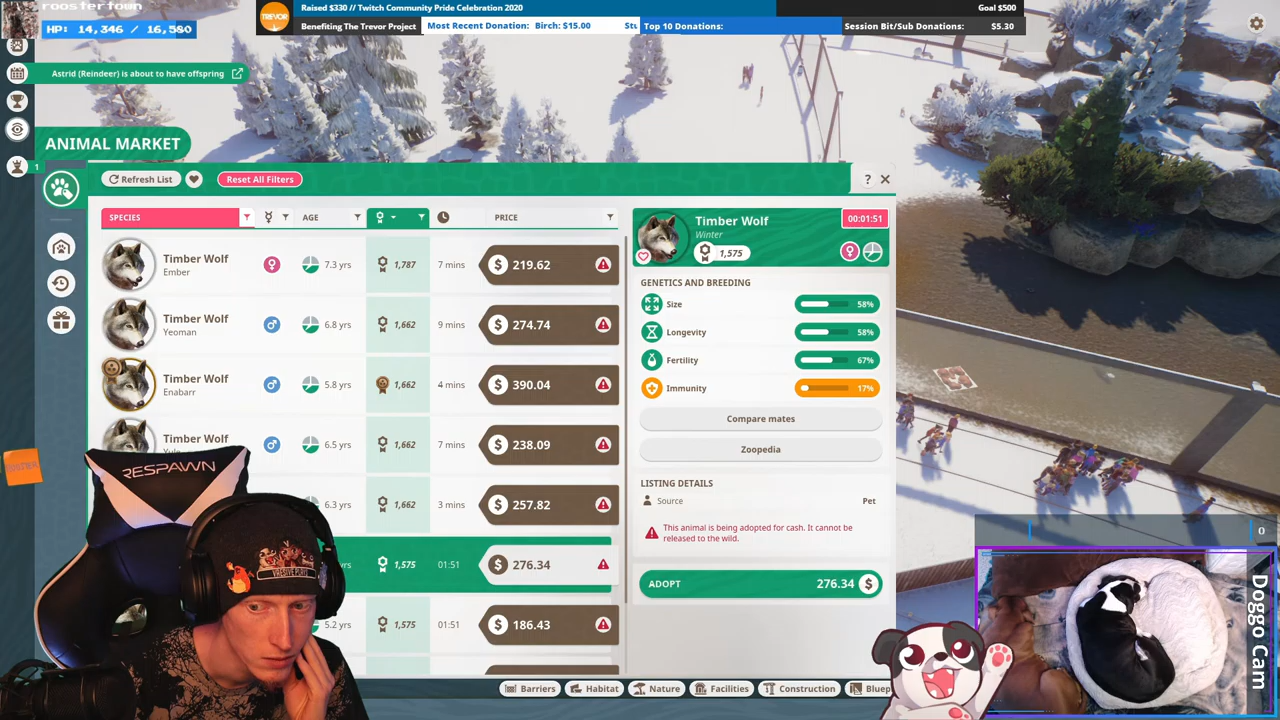 roostertown
HP: 14,346 / 16,580
TREVOR
Raised $330 // Twitch Community Pride Celebration 2020
Goal $500
Benefiting The Trevor Project
Most Recent Donation: Birch: $15.00
Top 10 Donations:
Session Bit/Sub Donations:
$5.30
Astrid (Reindeer) is about to have offspring
ANIMAL MARKET
1
Refresh List
Reset All Filters
?
SPECIES
AGE
PRICE
Timber Wolf
Ember
7.3 yrs
1,787
7 mins
$ 219.62
Timber Wolf
Yeoman
6.8 yrs
1,662
9 mins
$ 274.74
Timber Wolf
Enabarr
5.8 yrs
1,662
4 mins
$ 390.04
Timber Wolf
6.5 yrs
1,662
7 mins
$ 238.09
6.3 yrs
1,662
3 mins
$ 257.82
1,575
01:51
$ 276.34
5.2 yrs
1,575
01:51
$ 186.43
Timber Wolf
Winter
1,575
00:01:51
GENETICS AND BREEDING
Size
58%
Longevity
58%
Fertility
67%
Immunity
17%
Compare mates
Zoopedia
LISTING DETAILS
Source
Pet
This animal is being adopted for cash. It cannot be
released to the wild.
ADOPT
276.34 $
Barriers
Habitat
Nature
Facilities
Construction
Bluep
RESPAWN
0
Doggo Cam